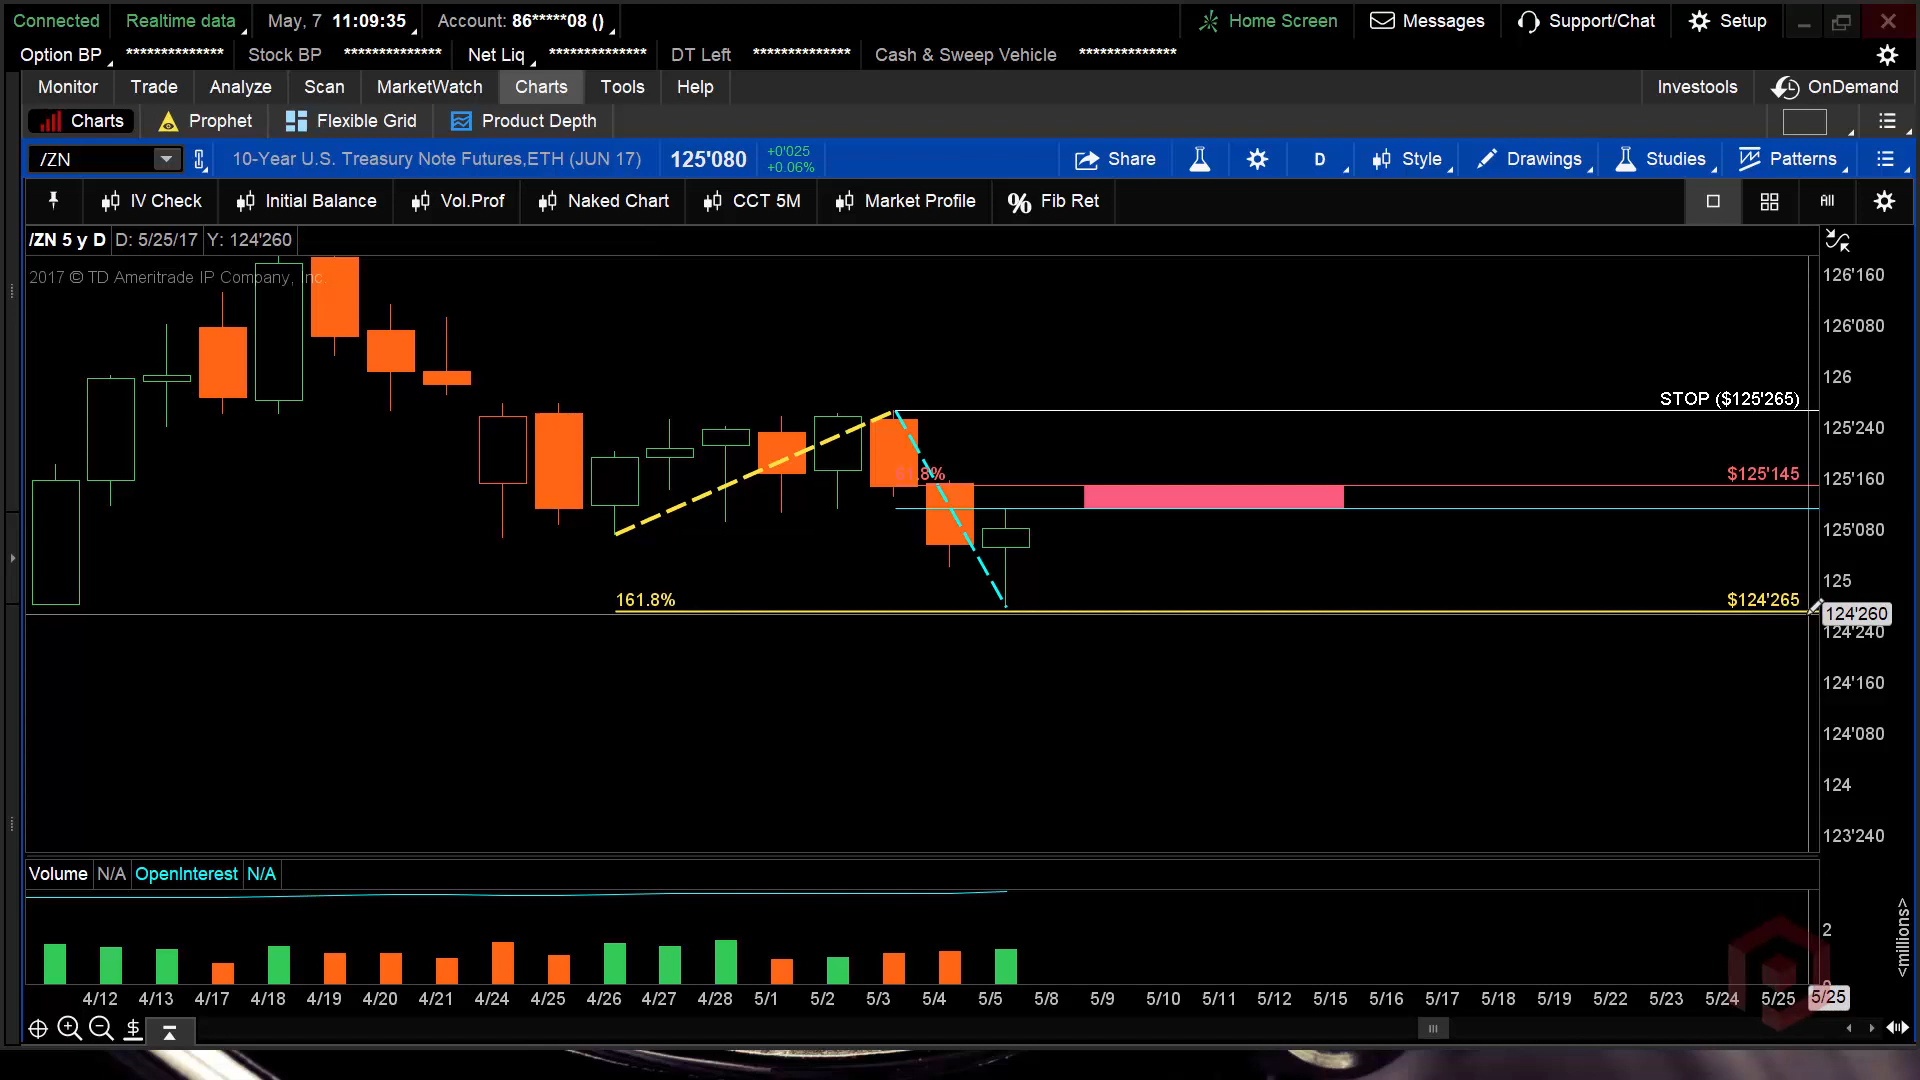 Connected Realtime data May, 7 11:09:35 Account: 86*****08 () Home Screen Messages Support/Chat Setup
Option BP ************** Stock BP ************** Net Liq ************** DT Left ************** Cash & Sweep Vehicle **************
Monitor Trade Analyze Scan MarketWatch Charts Tools Help Investools OnDemand
Charts Prophet Flexible Grid Product Depth
/ZN 10-Year U.S. Treasury Note Futures,ETH (JUN 17) 125'080 +0'025 +0.06% Share D Style Drawings Studies Patterns
IV Check Initial Balance Vol.Prof Naked Chart CCT 5M Market Profile % Fib Ret All
/ZN 5 y D D: 5/25/17 Y: 124'260
2017 © TD Ameritrade IP Company, Inc.
126'160
126'080
126
STOP ($125'265)
125'240
61.8% $125'145
125'160
125'080
125
161.8% $124'265
124'260
124'240
124'160
124'080
124
123'240
Volume N/A OpenInterest N/A
2
<millions>
0
4/12 4/13 4/17 4/18 4/19 4/20 4/21 4/24 4/25 4/26 4/27 4/28 5/1 5/2 5/3 5/4 5/5 5/8 5/9 5/10 5/11 5/12 5/15 5/16 5/17 5/18 5/19 5/22 5/23 5/24 5/25 5/25
$